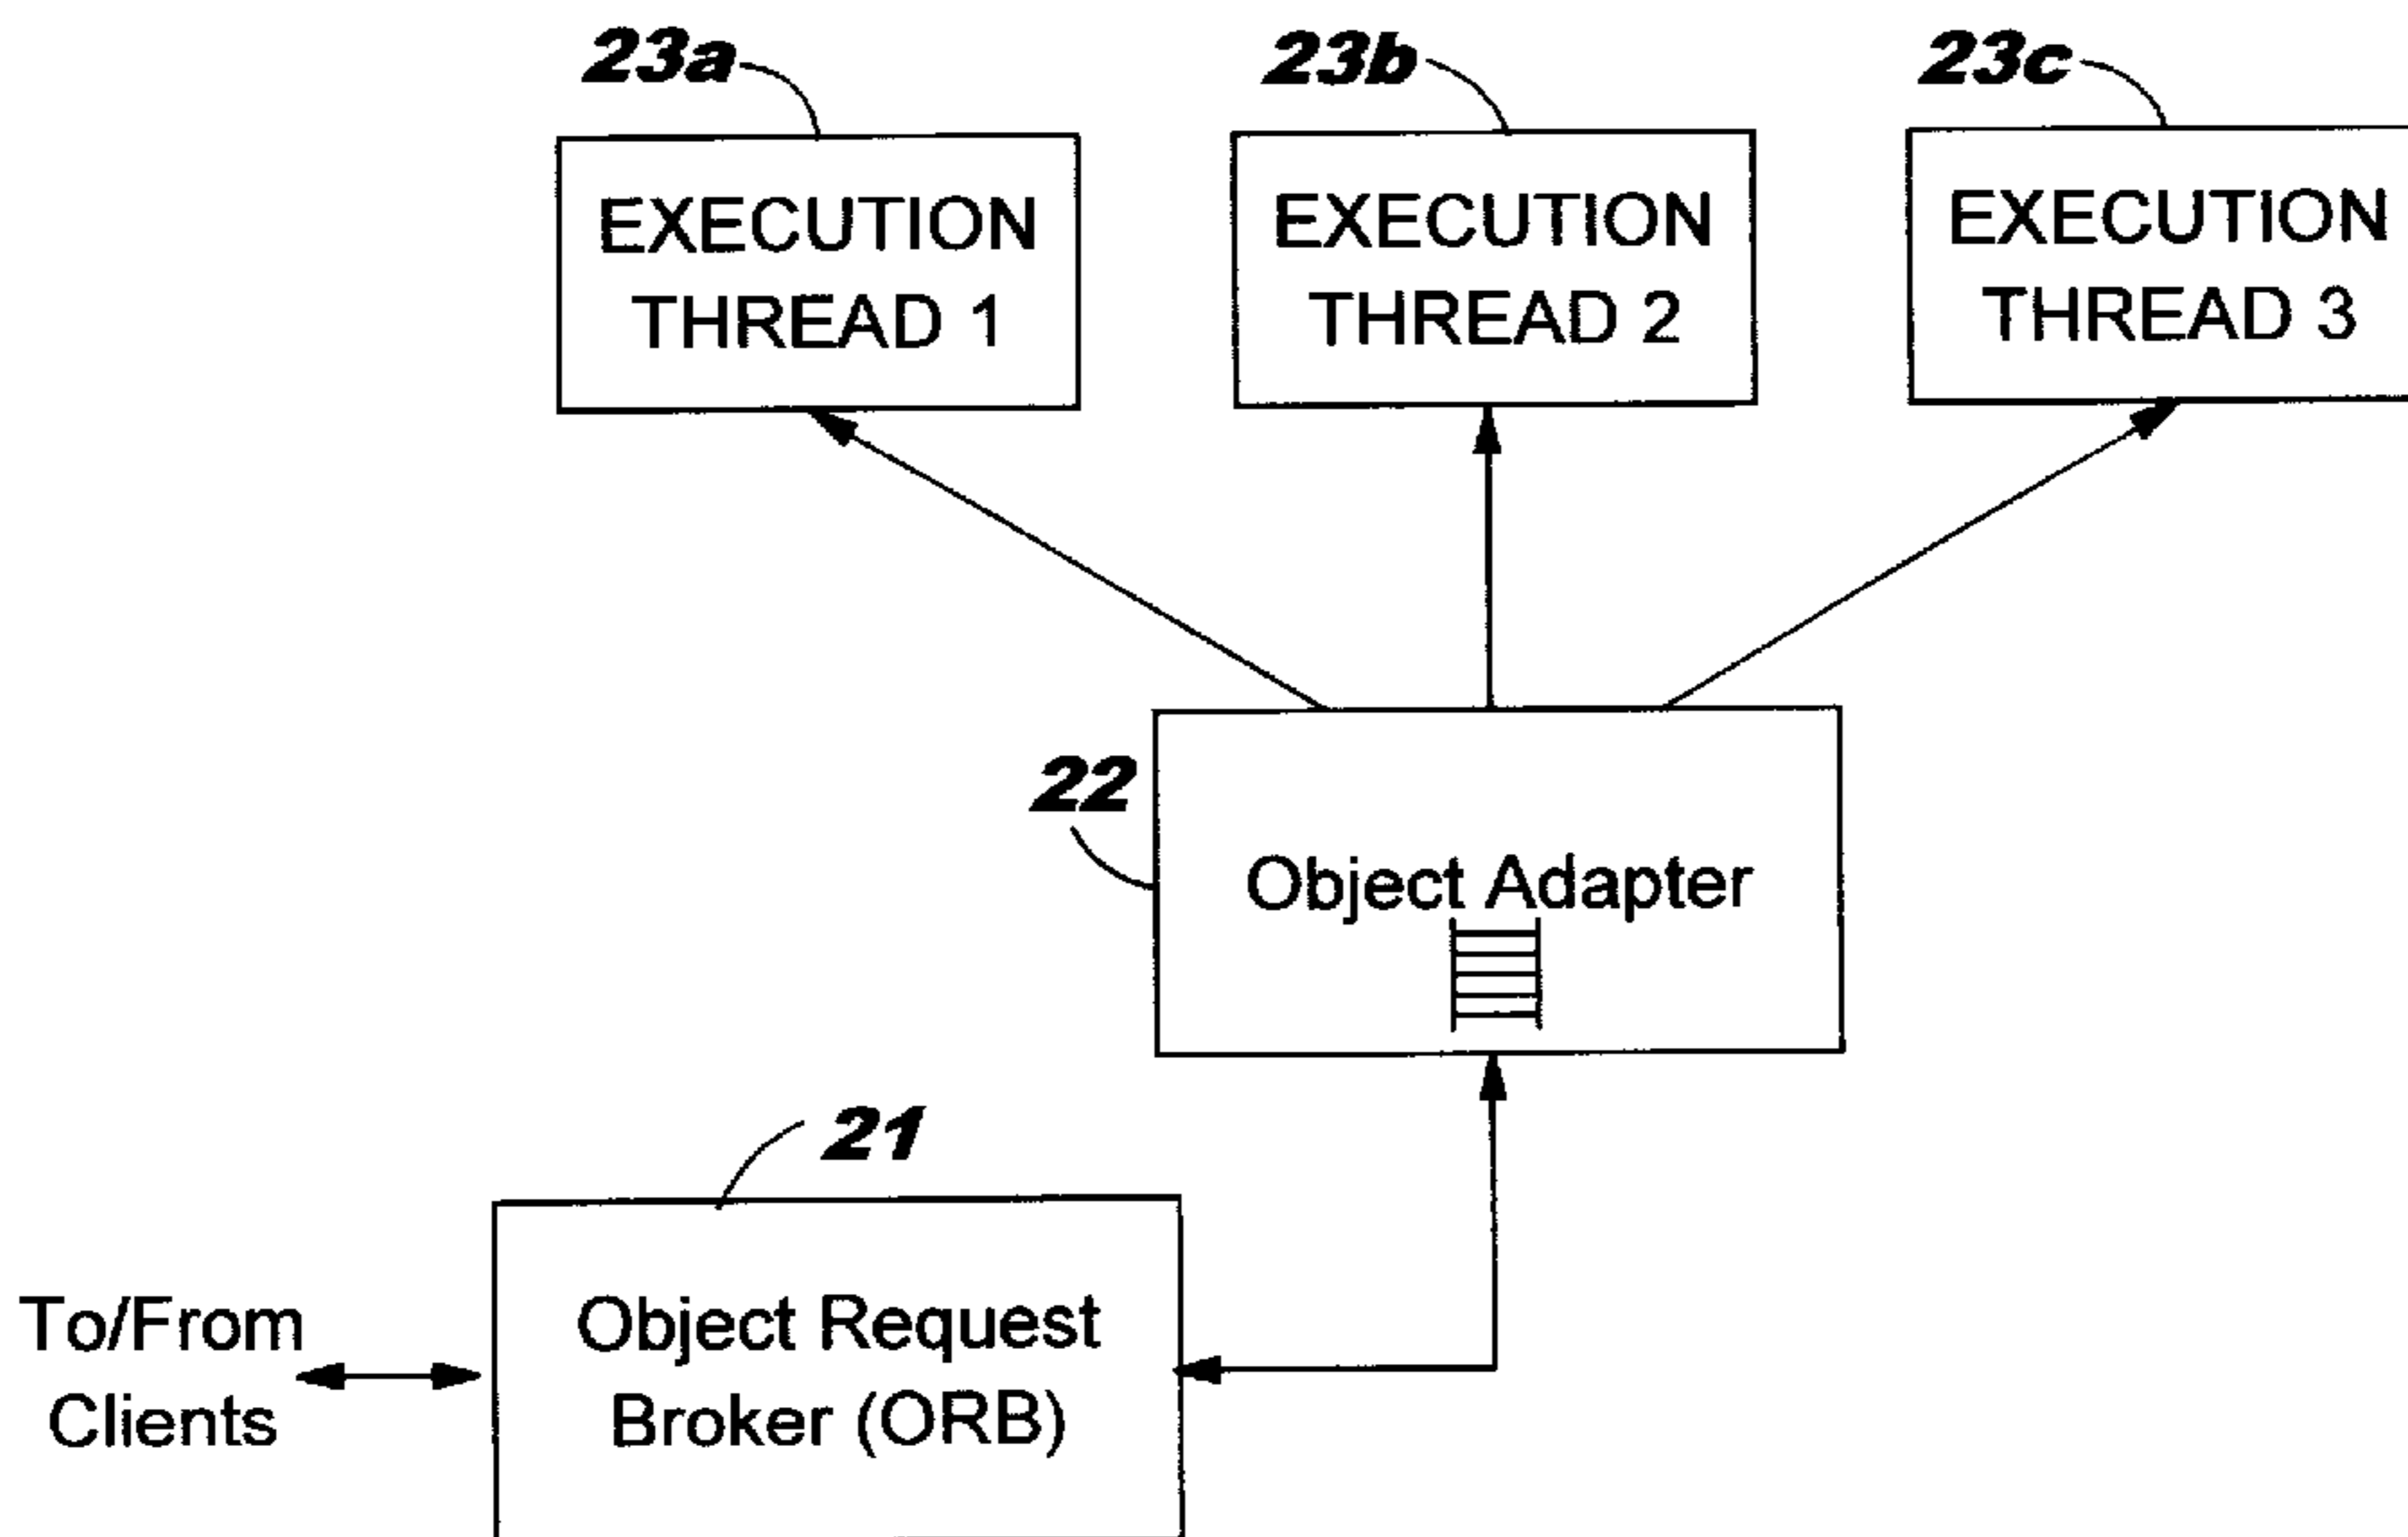 23a
23b
23c
EXECUTION
THREAD 1
EXECUTION
THREAD 2
EXECUTION
THREAD 3
22
Object Adapter
21
To/From
Clients
Object Request
Broker (ORB)